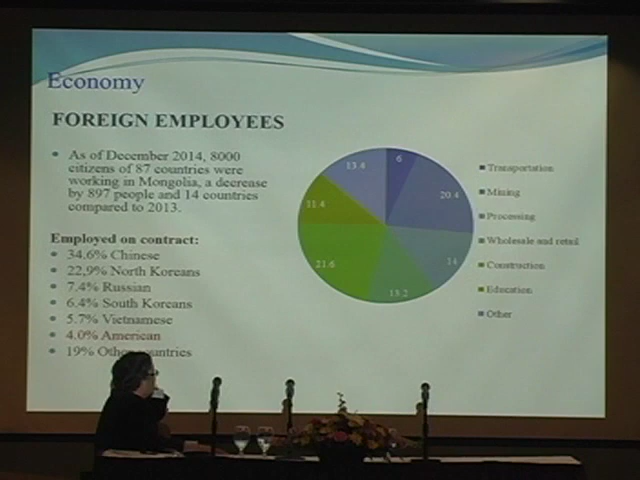 Economy
FOREIGN EMPLOYEES
• As of December 2014, 8000
citizens of 87 countries were
working in Mongolia, a decrease
by 897 people and 14 countries
compared to 2013.
Employed on contract:
• 34.6% Chinese
• 22,9% North Koreans
• 7.4% Russian
• 6.4% South Koreans
• 5.7% Vietnamese
• 4.0% American
• 19% Other countries
6
20.4
14
13.2
21.6
11.4
13.4
Transportation
Mining
Processing
Wholesale and retail
Construction
Education
Other